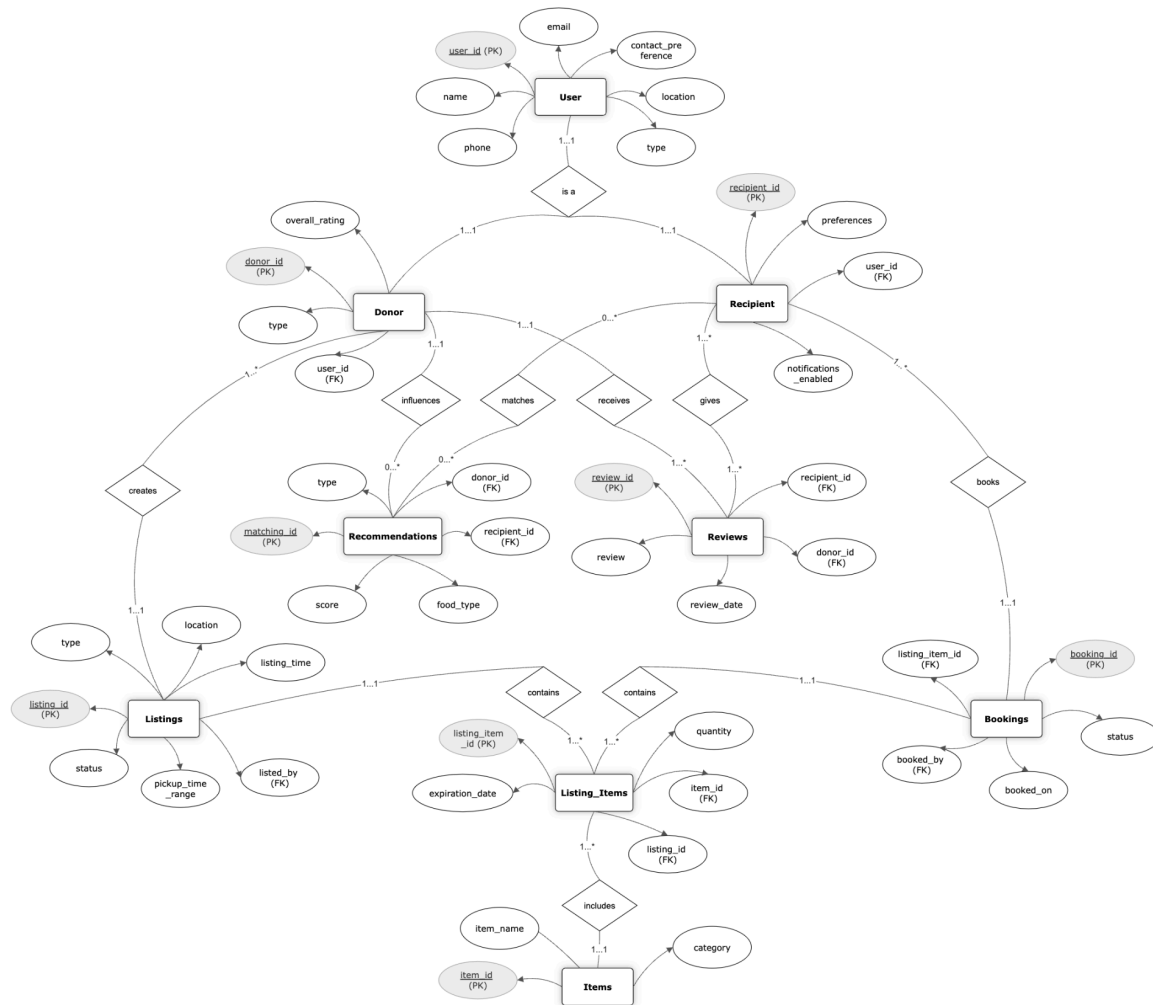 email
user_id (PK)
contact_pre
ference
name
User
location
phone
type
1...1
is a
recipient_id
(PK)
overall_rating
preferences
1...1
1...1
donor_id
(PK)
user_id
(FK)
Donor
Recipient
type
0...*
1...1
1...1
1...*
user_id
(FK)
notifications
_enabled
1...*
1...*
influences
matches
receives
gives
0...*
0...*
1...*
1...*
creates
books
type
donor_id
(FK)
review_id
(PK)
recipient_id
(FK)
matching_id
(PK)
Recommendations
recipient_id
(FK)
Reviews
review
donor_id
(FK)
score
food_type
review_date
1...1
1...1
type
location
listing_time
listing_item_id
(FK)
booking_id
(PK)
1...1
contains
contains
1...1
listing_id
(PK)
Listings
Bookings
status
pickup_time
_range
listed_by
(FK)
listing_item
_id (PK)
1...*
1...*
quantity
booked_by
(FK)
status
booked_on
expiration_date
Listing_Items
item_id
(FK)
1...*
listing_id
(FK)
includes
item_name
1...1
category
item_id
(PK)
Items